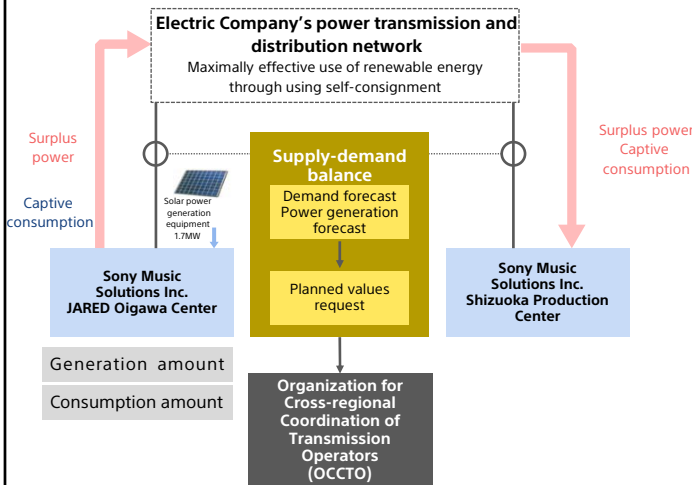 Electric Company's power transmission and
distribution network
Maximally effective use of renewable energy
through using self-consignment
Surplus
power
Surplus power
Captive
consumption
Captive
consumption
Solar power
generation
equipment
1.7MW
Supply-demand
balance
Demand forecast
Power generation
forecast
Planned values
request
Sony Music
Solutions Inc.
JARED Oigawa Center
Sony Music
Solutions Inc.
Shizuoka Production
Center
Generation amount
Consumption amount
Organization for
Cross-regional
Coordination of
Transmission
Operators
(OCCTO)